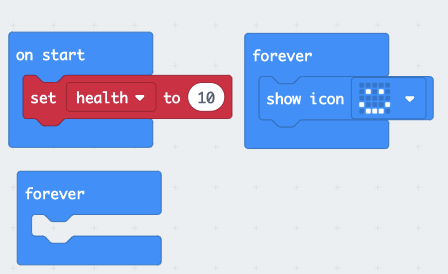 on start
set health to 10
forever
show icon
forever